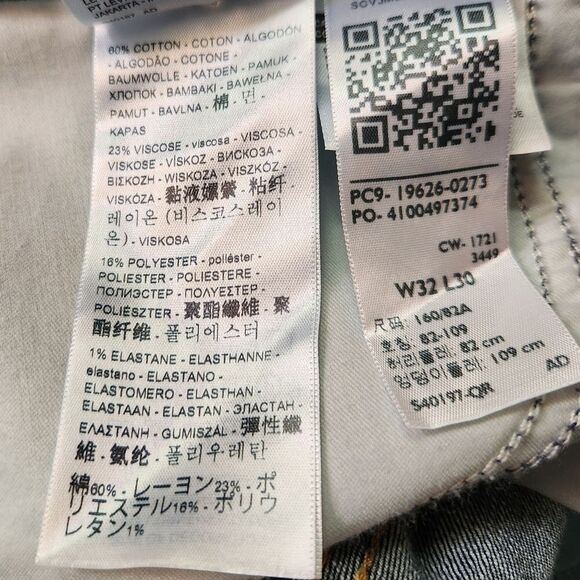 PT LEV
JAKARTA-
60% COTTON - COTON - ALGODÓN
- ALGODÃO - COTONE -
BAUMWOLLE - KATOEN - PAMUK -
ХЛОПОК - BAMBAKI - BAWEŁNA -
PAMUT - BAVLNA - 棉 - 면 -
KAPAS
23% VISCOSE - viscosa - VISCOSA -
VISKOSE - VİSKOZ - ВИСКОЗА -
ΒΙΣΚΟΖΗ - WISKOZA - VISZKÓZ -
VISKÓZA - 黏液嫘縈 - 粘纤 -
레이온 (비스코스레이
온) - VISKOSA
16% POLYESTER - poliéster -
POLIESTERE - POLIESTER -
ПОЛИЭСТЕР - ΠΟΛΥΕΣΤΕΡ -
POLIÉSZTER - 聚酯纖維 - 聚
酯纤维 - 폴리에스터
1% ELASTANE - ELASTHANNE -
elastano - ELASTANO -
ELASTOMERO - ELASTHAN -
ELASTAAN - ELASTAN - ЭЛАСТАН -
ΕΛΑΣΤΑΝΗ - GUMISZÁL - 彈性纖
維 - 氨纶 - 폴리우레탄
綿60% - レーヨン23% - ポ
リエステル16% - ポリウ
レタン1%
PC9- 19626-0273
PO- 4100497374
CW- 1721
3449
W32 L30
尺码: 160/82A
호칭: 82-109
허리둘레: 82 cm
엉덩이둘레: 109 cm
S40197-QR
AD